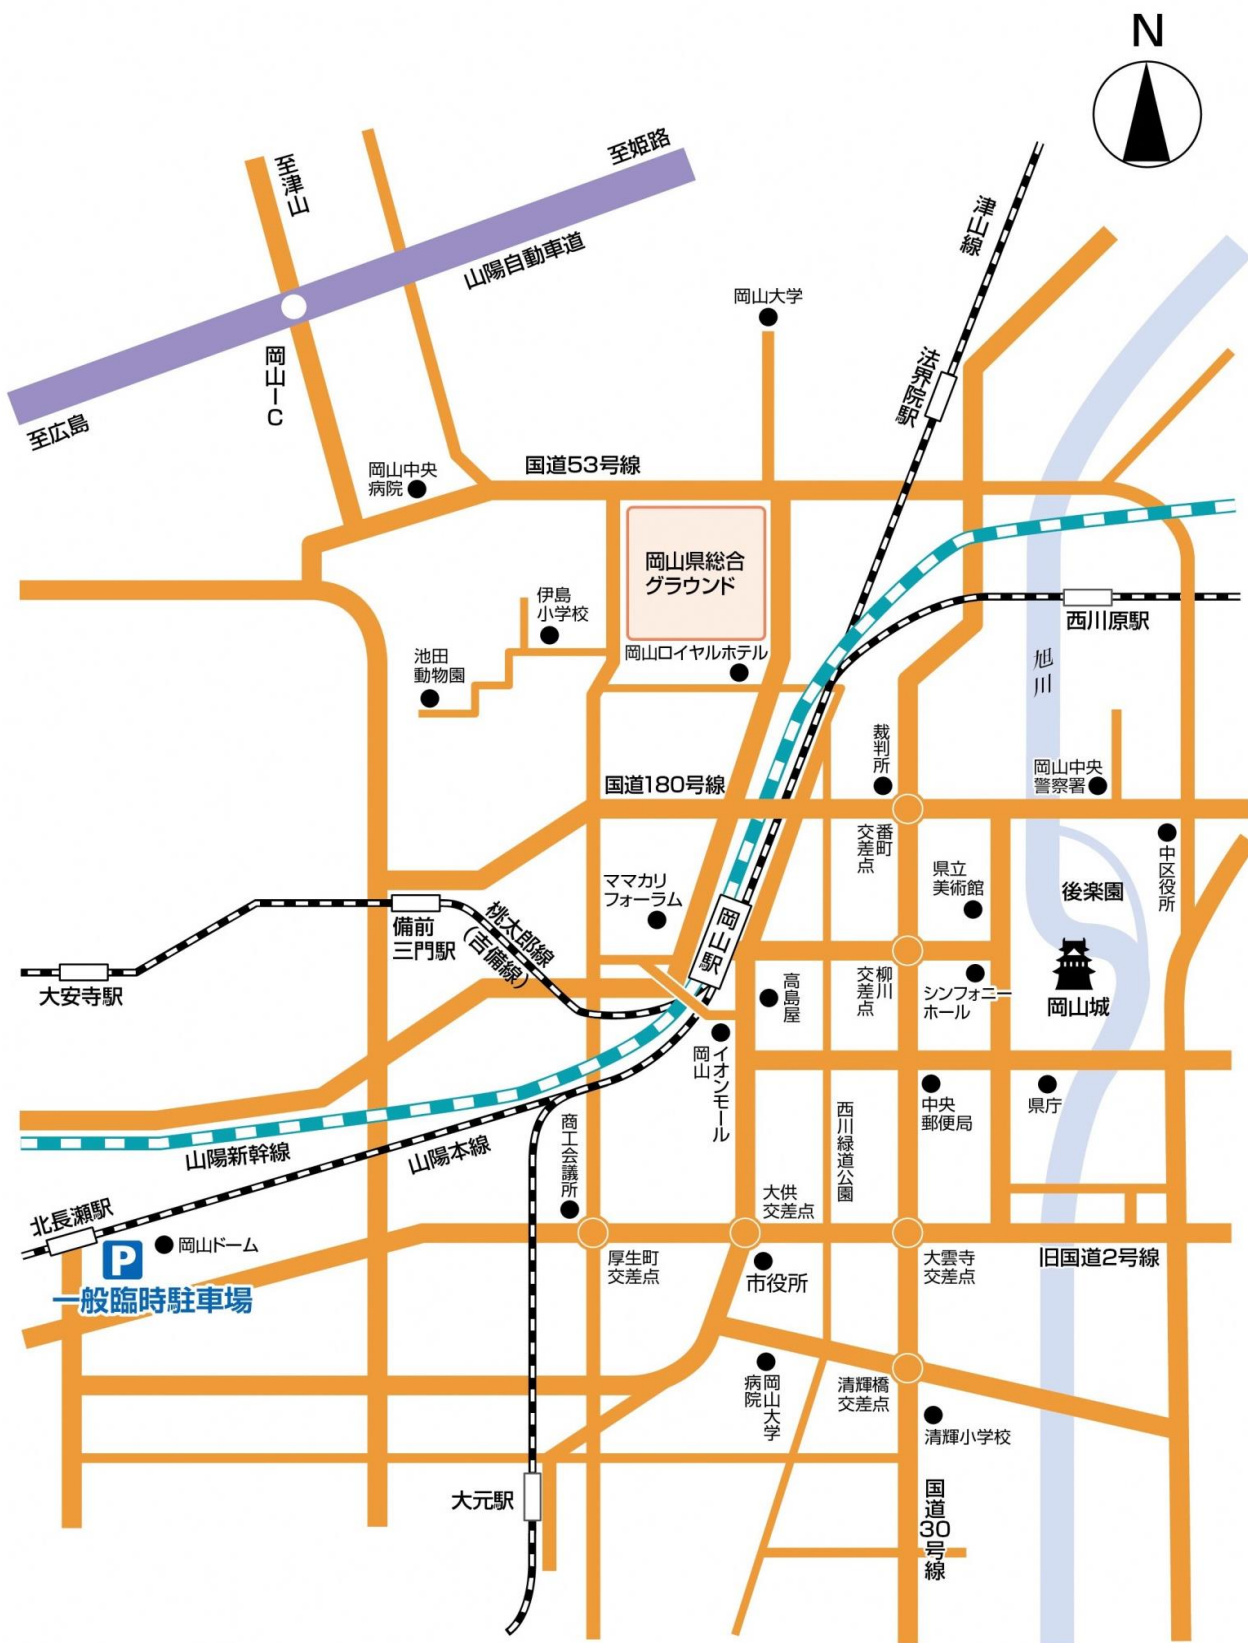 N
至津山
至姫路
山陽自動車道
岡山IC
至広島
津山線
岡山大学
法界院駅
国道53号線
岡山中央
病院
岡山県総合
グラウンド
伊島
小学校
池田
動物園
岡山ロイヤルホテル
西川原駅
旭川
裁判所
岡山中央
警察署
国道180号線
番町
交差点
中区役所
ママカリ
フォーラム
県立
美術館
後楽園
備前
三門駅
桃太郎線
(吉備線)
岡山駅
大安寺駅
高島屋
柳川
交差点
シンフォニー
ホール
岡山城
イオンモール
岡山
中央
郵便局
県庁
西川緑道公園
商工会議所
山陽新幹線
山陽本線
北長瀬駅
P
一般臨時駐車場
岡山ドーム
大供
交差点
厚生町
交差点
市役所
大雲寺
交差点
旧国道2号線
岡山大学
病院
清輝橋
交差点
清輝小学校
大元駅
国道30号線